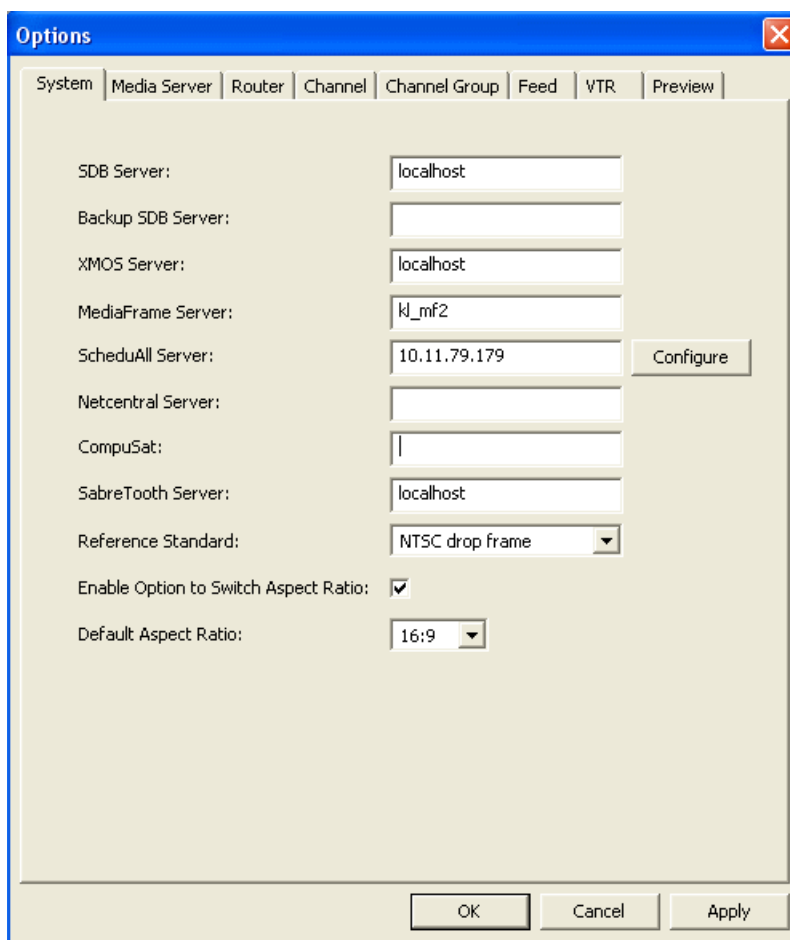 Options
System Media Server Router Channel Channel Group Feed VTR Preview
SDB Server: localhost
Backup SDB Server:
XMOS Server: localhost
MediaFrame Server: kl_mf2
ScheduAll Server: 10.11.79.179 Configure
Netcentral Server:
CompuSat:
SabreTooth Server: localhost
Reference Standard: NTSC drop frame
Enable Option to Switch Aspect Ratio:
Default Aspect Ratio: 16:9
OK Cancel Apply